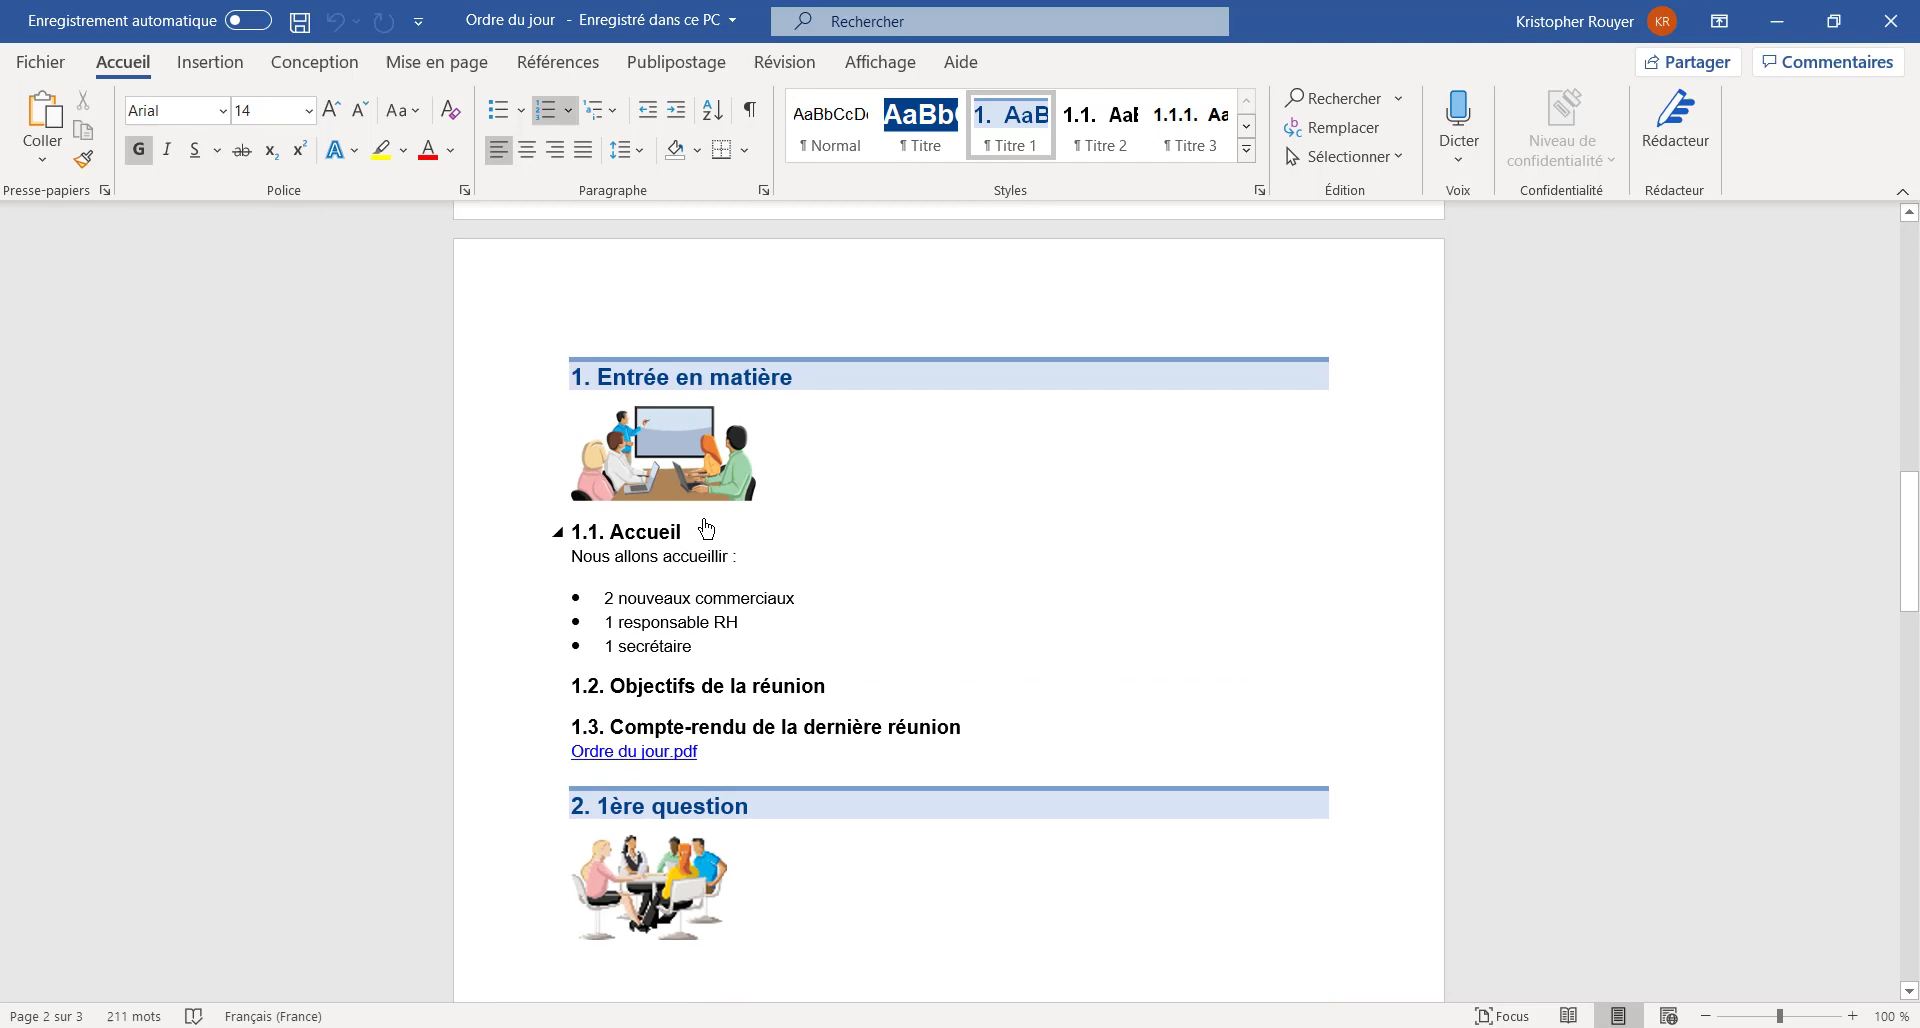 Enregistrement automatique
Ordre du jour - Enregistré dans ce PC
Rechercher
Kristopher Rouyer KR
Fichier Accueil Insertion Conception Mise en page Références Publipostage Révision Affichage Aide
Partager Commentaires
Coller
Presse-papiers
Arial 14
G I S ab x₂ x²
A A Aa A
Police
Paragraphe
AaBbCcD AaBb 1. AaB 1.1. AaB 1.1.1. Aa
¶ Normal ¶ Titre ¶ Titre 1 ¶ Titre 2 ¶ Titre 3
Styles
Rechercher
Remplacer
Sélectionner
Édition
Dicter
Voix
Niveau de
confidentialité
Confidentialité
Rédacteur
Rédacteur
1. Entrée en matière
1.1. Accueil
Nous allons accueillir :
• 2 nouveaux commerciaux
• 1 responsable RH
• 1 secrétaire
1.2. Objectifs de la réunion
1.3. Compte-rendu de la dernière réunion
Ordre du jour.pdf
2. 1ère question
Page 2 sur 3 211 mots Français (France)
Focus
100 %